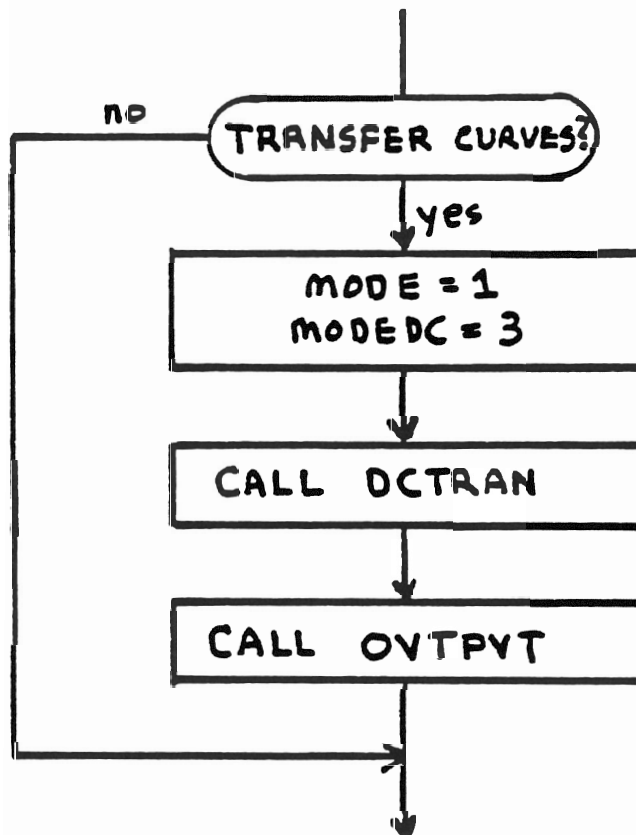 no
TRANSFER CURVES?
yes
MODE = 1
MODEDC = 3
CALL DCTRAN
CALL OVTPVT